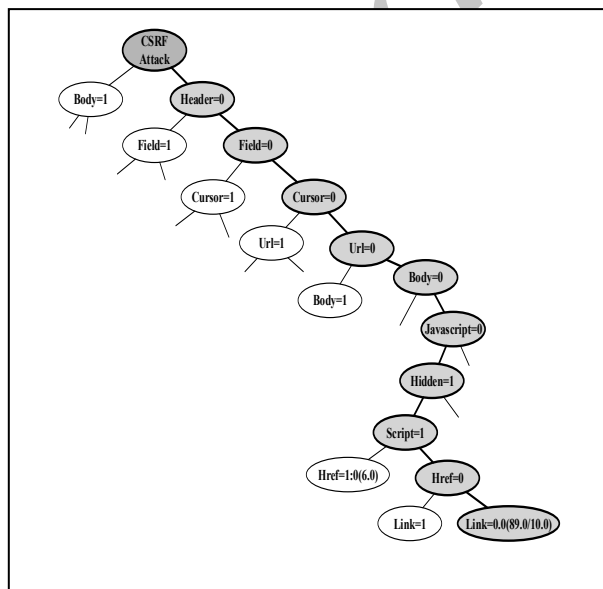 CSRF
Attack
Body=1
Header=0
Field=1
Field=0
Cursor=1
Cursor=0
Url=1
Url=0
Body=1
Body=0
Javascript=0
Hidden=1
Script=1
Href=1:0(6.0)
Href=0
Link=1
Link=0.0(89.0/10.0)